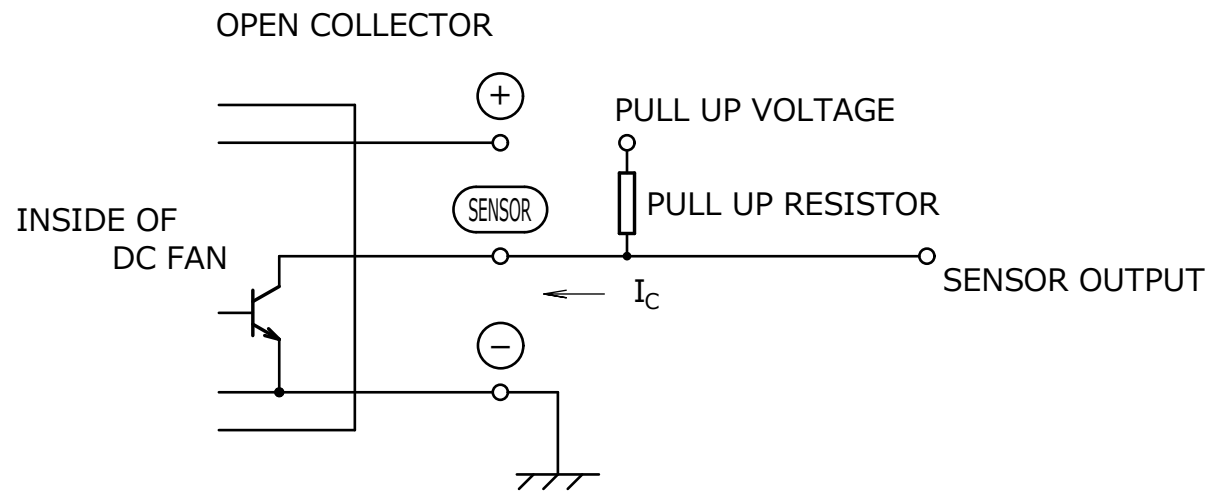 OPEN COLLECTOR
+
PULL UP VOLTAGE
SENSOR
PULL UP RESISTOR
INSIDE OF
DC FAN
SENSOR OUTPUT
IC
−